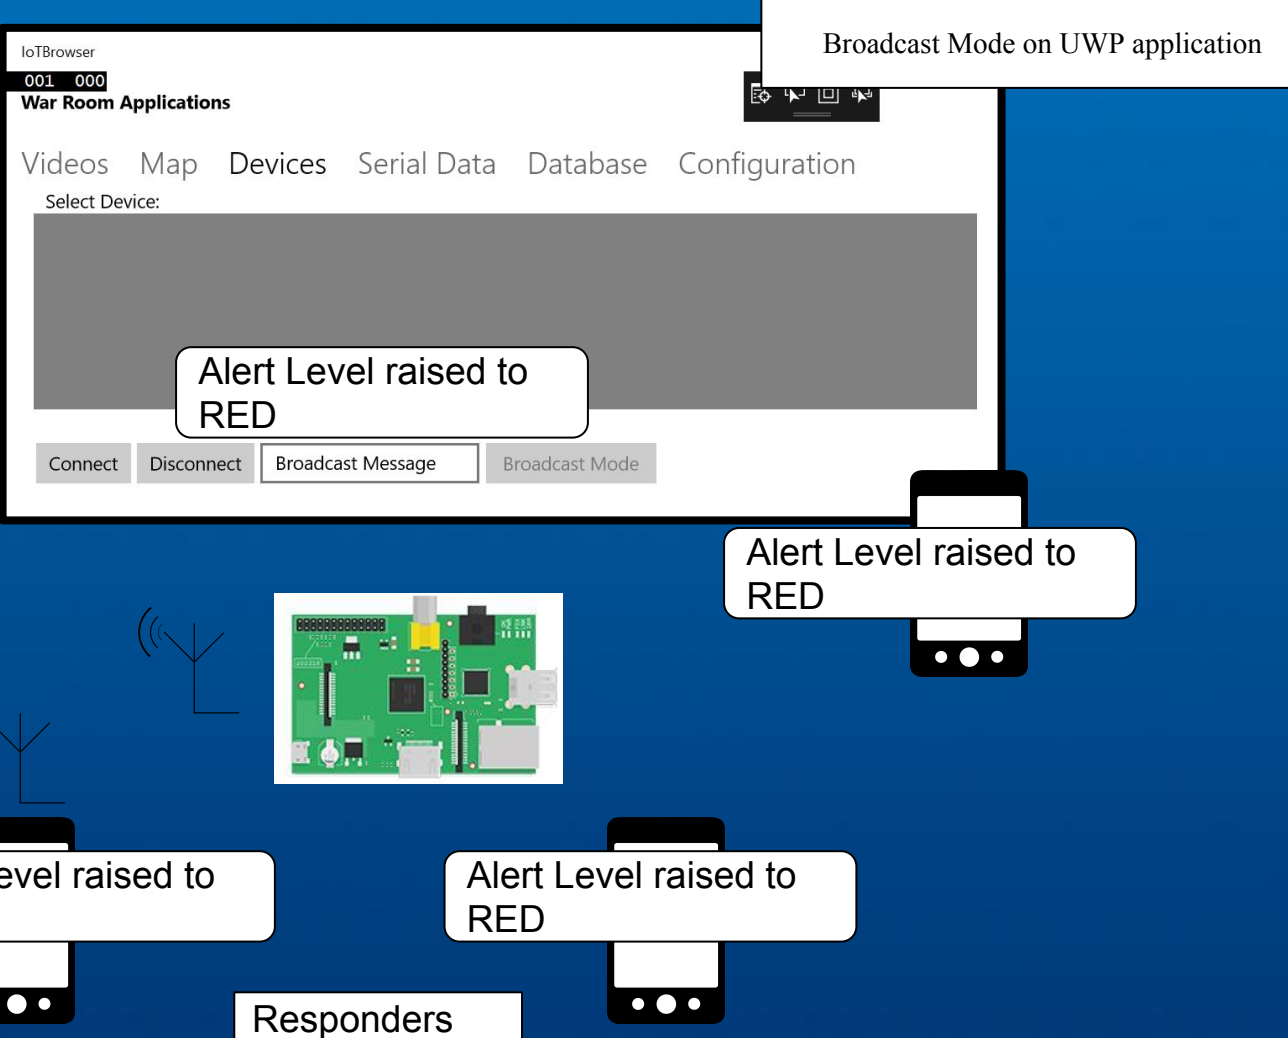 Broadcast Mode on UWP application
IoTBrowser
001 000
War Room Applications
Videos Map Devices Serial Data Database Configuration
Select Device:
Alert Level raised to
RED
Connect Disconnect Broadcast Message Broadcast Mode
Alert Level raised to
RED
evel raised to
Alert Level raised to
RED
Responders